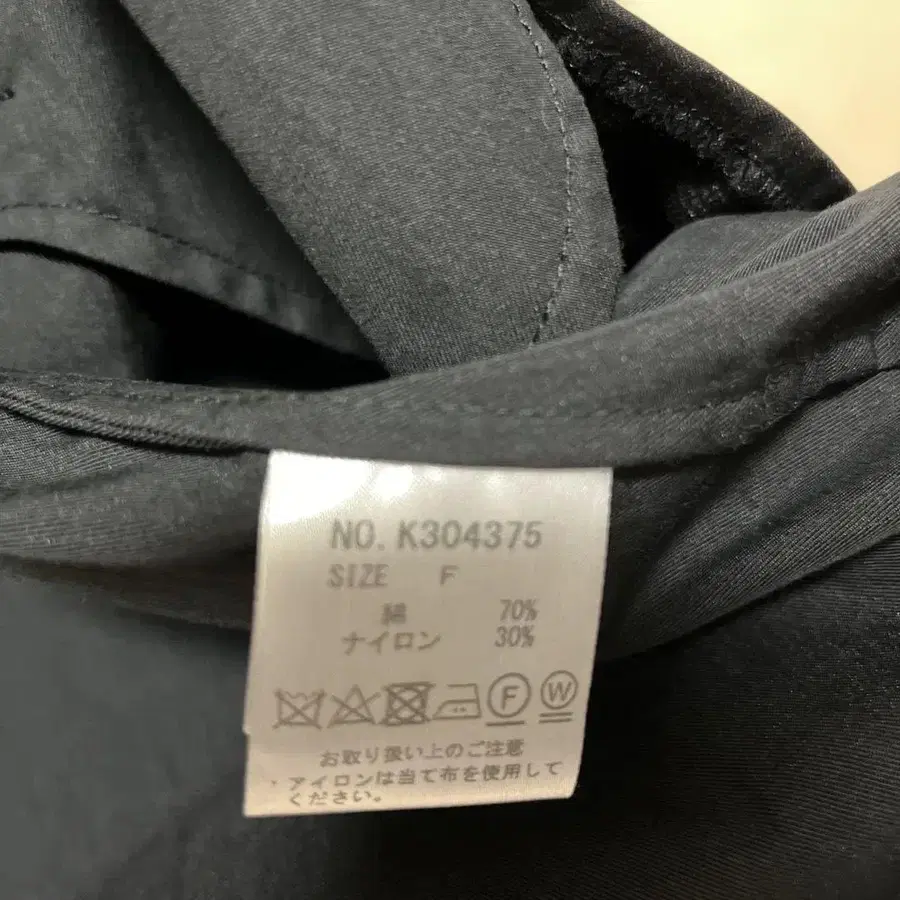 NO. K304375
SIZE F
綿 70%
ナイロン 30%
F W
お取り扱い上のご注意
・アイロンは当て布を使用して
ください。